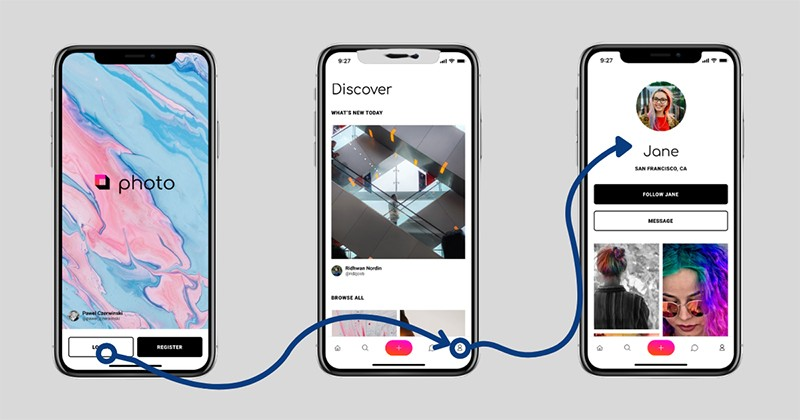 photo
Pawel Czerwinski
LO
REGISTER
9:27
Discover
WHAT'S NEW TODAY
Ridhwan Nordin
BROWSE ALL
9:27
Jane
SAN FRANCISCO, CA
FOLLOW JANE
MESSAGE